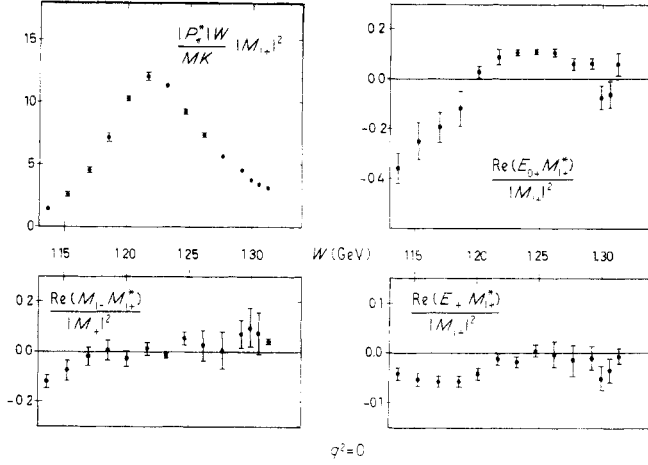 15
10
5
0
|P*π|W / MK |M₁₊|²
0.2
0.0
-0.2
-0.4
Re(E₀₊M*₁₊) / |M₁₊|²
1.15 1.20 1.25 1.30 W(GeV) 1.15 1.20 1.25 1.30
0.2
0.0
-0.2
Re(M₁₋M*₁₊) / |M₁₊|²
0.1
0.0
-0.1
Re(E₁₊M*₁₊) / |M₁₊|²
q²=0